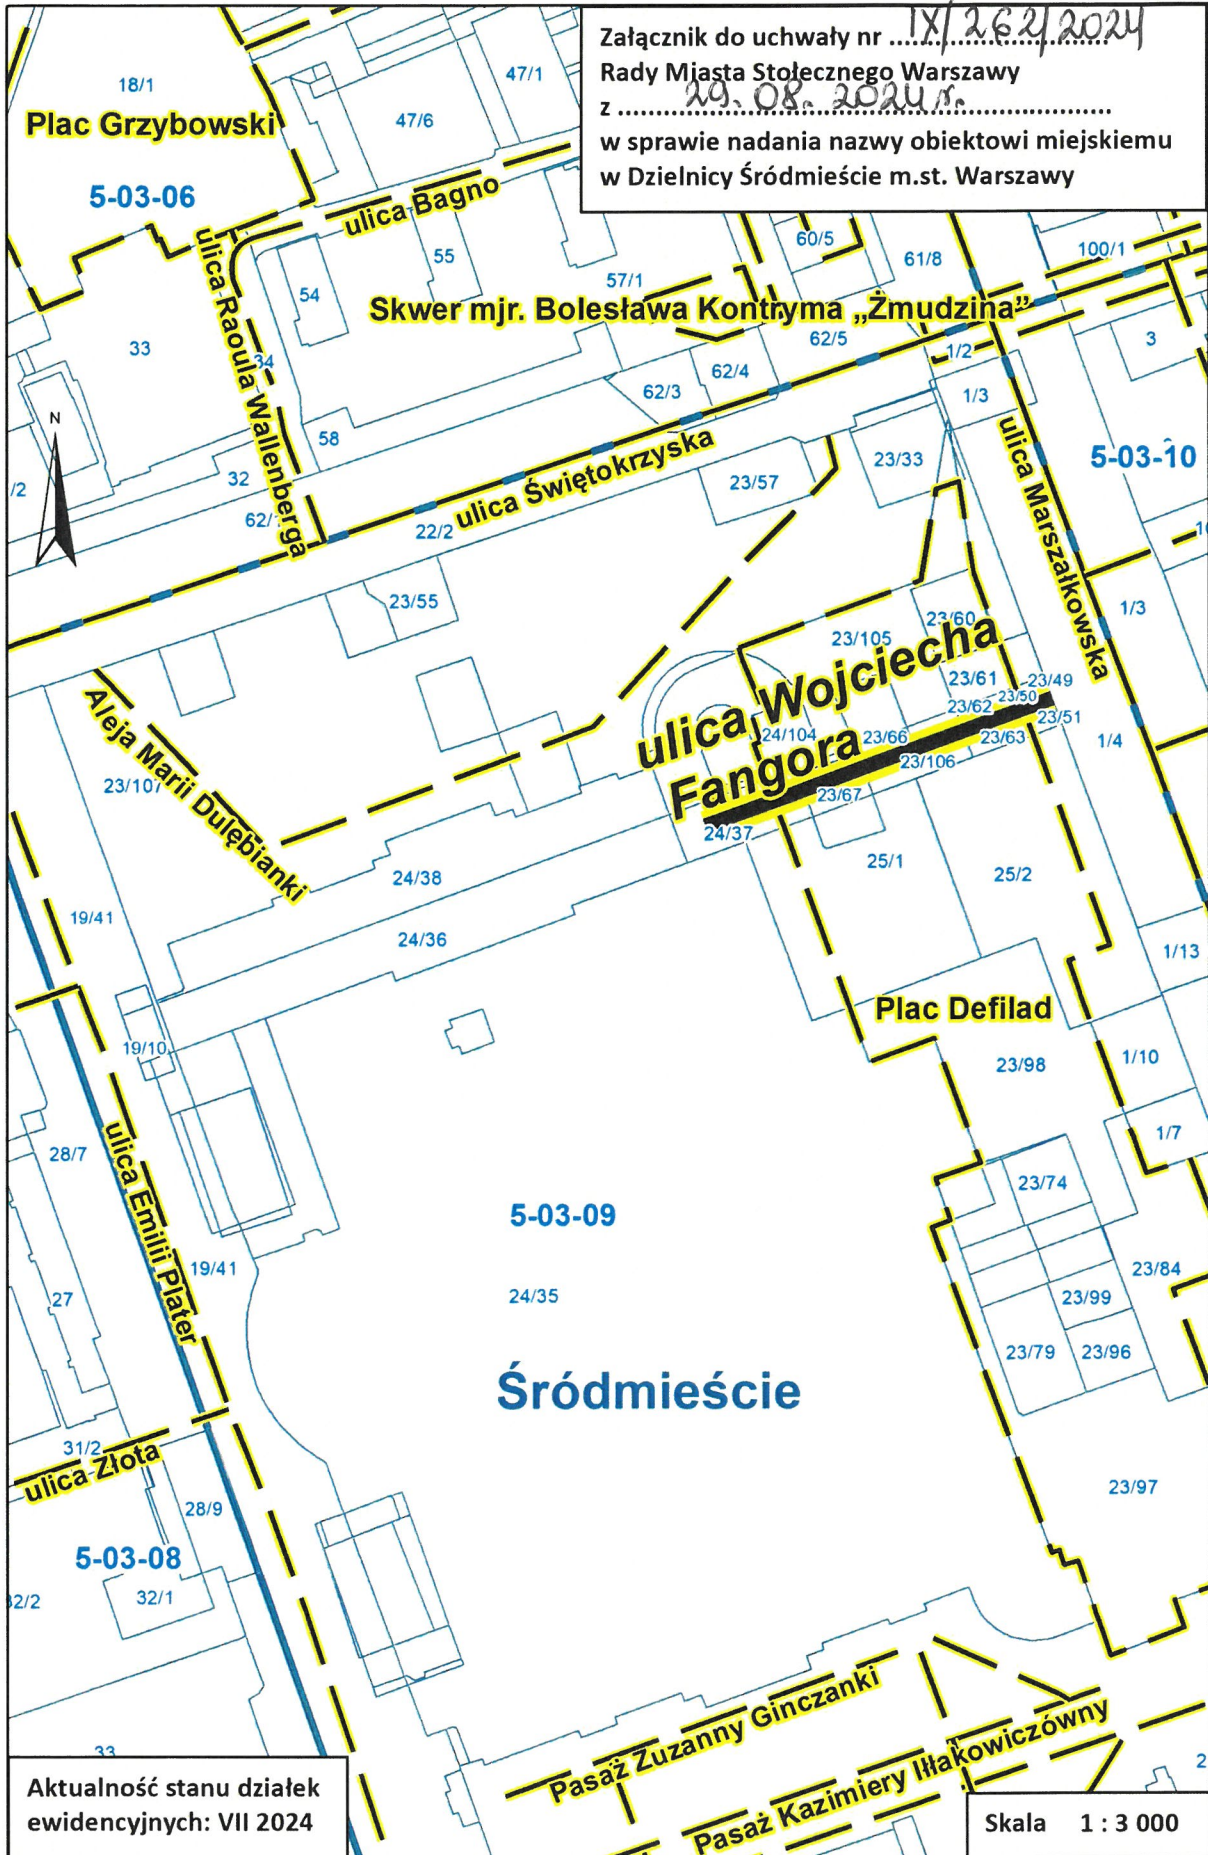 Załącznik do uchwały nr IX/262/2024
Rady Miasta Stołecznego Warszawy
z 29. 08. 2024 r.
w sprawie nadania nazwy obiektowi miejskiemu
w Dzielnicy Śródmieście m.st. Warszawy
18/1
47/1
47/6
Plac Grzybowski
5-03-06
ulica Bagno
ulica Raoula Wallenberga
55
54
57/1
60/5
61/8
100/1
Skwer mjr. Bolesława Kontryma „Żmudzina”
33
34
62/5
1/2
3
62/4
62/3
1/3
N
58
ulica Świętokrzyska
ulica Marszałkowska
5-03-10
/2
32
23/57
23/33
62/
22/2
23/55
1/3
23/60
23/105
ulica Wojciecha
Fangora
23/61
23/49
23/50
23/62
23/51
Aleja Marii Dulębianki
24/104
23/66
23/63
1/4
23/107
23/106
23/67
24/37
25/1
25/2
24/38
19/41
24/36
1/13
Plac Defilad
19/10
23/98
1/10
28/7
1/7
ulica Emilii Plater
23/74
5-03-09
19/41
23/84
27
24/35
23/99
23/79
23/96
Śródmieście
31/2
ulica Złota
28/9
23/97
5-03-08
32/2
32/1
Pasaż Zuzanny Ginczanki
Pasaż Kazimiery Iłłakowiczówny
33
2
Aktualność stanu działek
ewidencyjnych: VII 2024
Skala 1 : 3 000